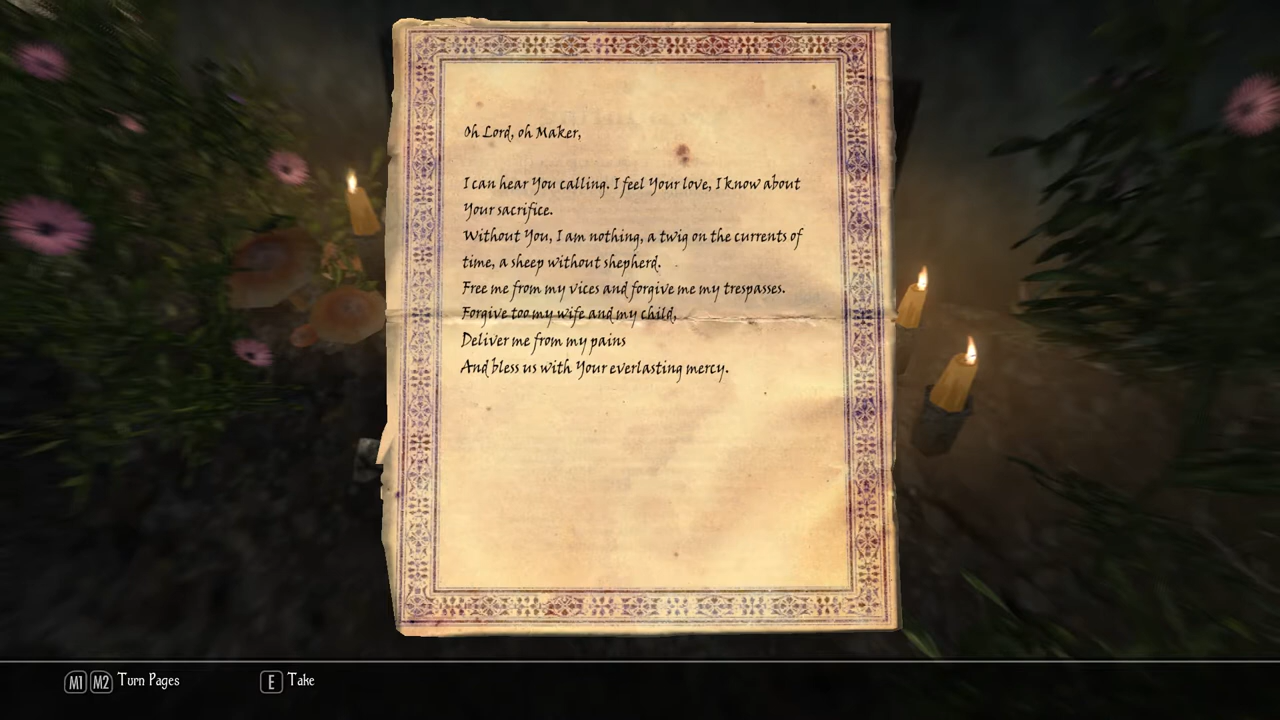 Oh Lord, oh Maker,
I can hear You calling. I feel Your love, I know about
Your sacrifice.
Without You, I am nothing, a twig on the currents of
time, a sheep without shepherd.
Free me from my vices and forgive me my trespasses.
Forgive too my wife and my child,
Deliver me from my pains
And bless us with Your everlasting mercy.
M1 M2 Turn Pages
E Take